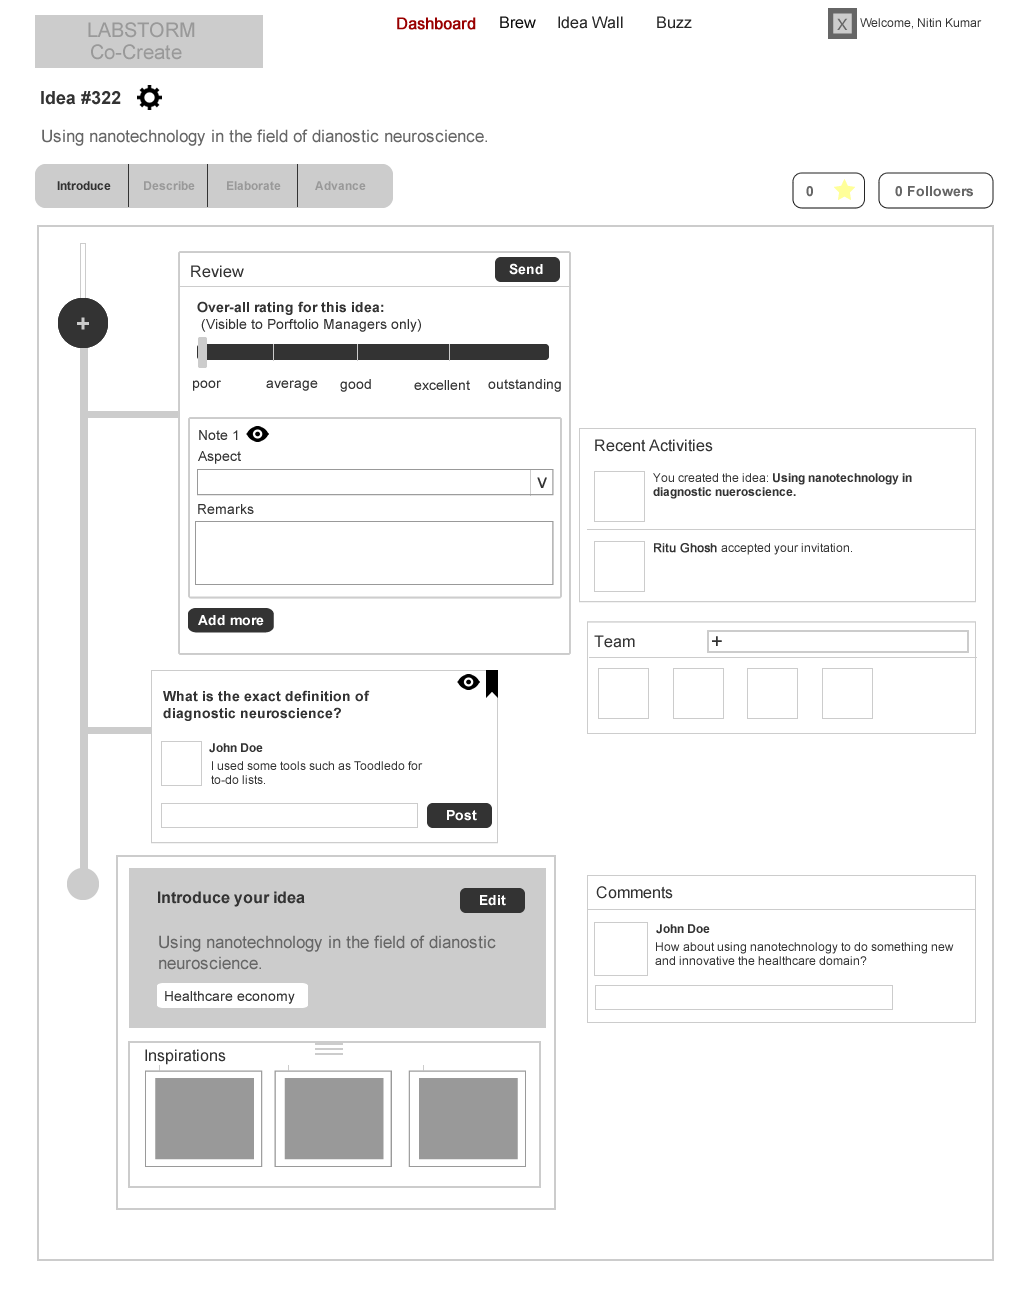 LABSTORM
Co-Create
Dashboard Brew Idea Wall Buzz
X Welcome, Nitin Kumar
Idea #322
Using nanotechnology in the field of dianostic neuroscience.
Introduce Describe Elaborate Advance
0
0 Followers
+
Review
Send
Over-all rating for this idea:
(Visible to Porftolio Managers only)
poor average good excellent outstanding
Note 1
Aspect
V
Remarks
Add more
What is the exact definition of
diagnostic neuroscience?
John Doe
I used some tools such as Toodledo for
to-do lists.
Post
Introduce your idea
Edit
Using nanotechnology in the field of dianostic
neuroscience.
Healthcare economy
Inspirations
Recent Activities
You created the idea: Using nanotechnology in
diagnostic nueroscience.
Ritu Ghosh accepted your invitation.
Team
+
Comments
John Doe
How about using nanotechnology to do something new
and innovative the healthcare domain?